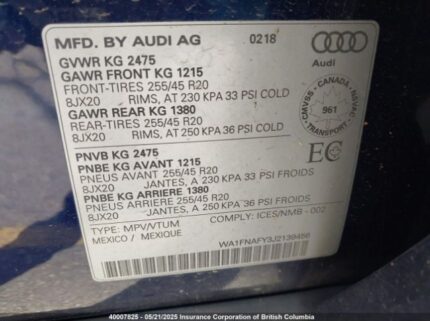 MFD. BY AUDI AG 0218
GVWR KG 2475
GAWR FRONT KG 1215
FRONT-TIRES 255/45 R20
8JX20 RIMS, AT 230 KPA 33 PSI COLD
GAWR REAR KG 1380
REAR-TIRES 255/45 R20
8JX20 RIMS, AT 250 KPA 36 PSI COLD
Audi
CANADA-NSVAC
961
CMVSS - TRANSPORT
EC
PNVB KG 2475
PNBE KG AVANT 1215
PNEUS AVANT 255/45 R20
8JX20 JANTES, A 230 KPA 33 PSI FROIDS
PNBE KG ARRIERE 1380
PNEUS ARRIERE 255/45 R20
8JX20 JANTES, A 250 KPA 36 PSI FROIDS
TYPE: MPV/VTUM COMPLY: ICES/NMB - 002
MEXICO / MEXIQUE WA1FNAFY3J2139456
40007825 - 05/21/2025 Insurance Corporation of British Columbia